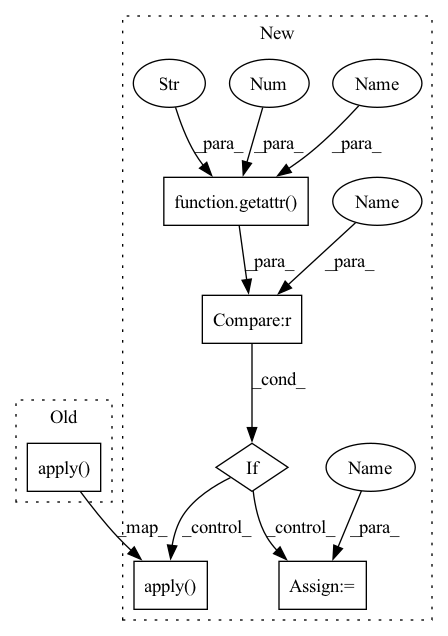 New
Str
Num
Name
_para_
_para_
_para_
function.getattr()
Name
_para_
_para_
Compare:r
_cond_
Old
apply()
If
Name
_map_
_control_
_control_
_para_
apply()
Assign:=